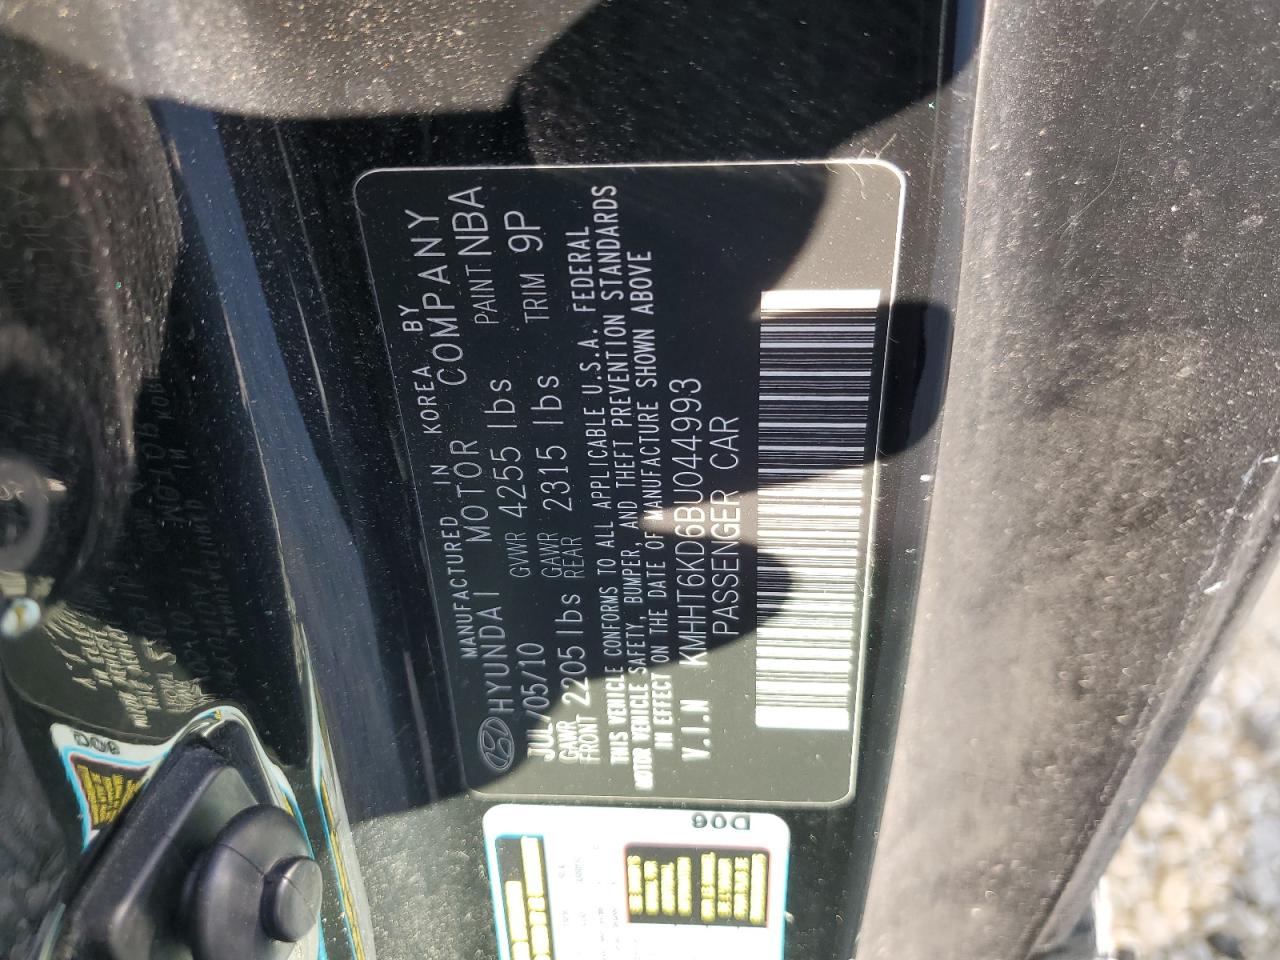 MANUFACTURED IN KOREA BY
HYUNDAI MOTOR COMPANY
JUL/05/10 GVWR 4255 lbs PAINT NBA
GAWR FRONT 2205 lbs GAWR REAR 2315 lbs TRIM 9P
THIS VEHICLE CONFORMS TO ALL APPLICABLE U.S.A. FEDERAL
MOTOR VEHICLE SAFETY, BUMPER, AND THEFT PREVENTION STANDARDS
IN EFFECT ON THE DATE OF MANUFACTURE SHOWN ABOVE
V.I.N KMHHT6KD6BU044993
PASSENGER CAR
D06